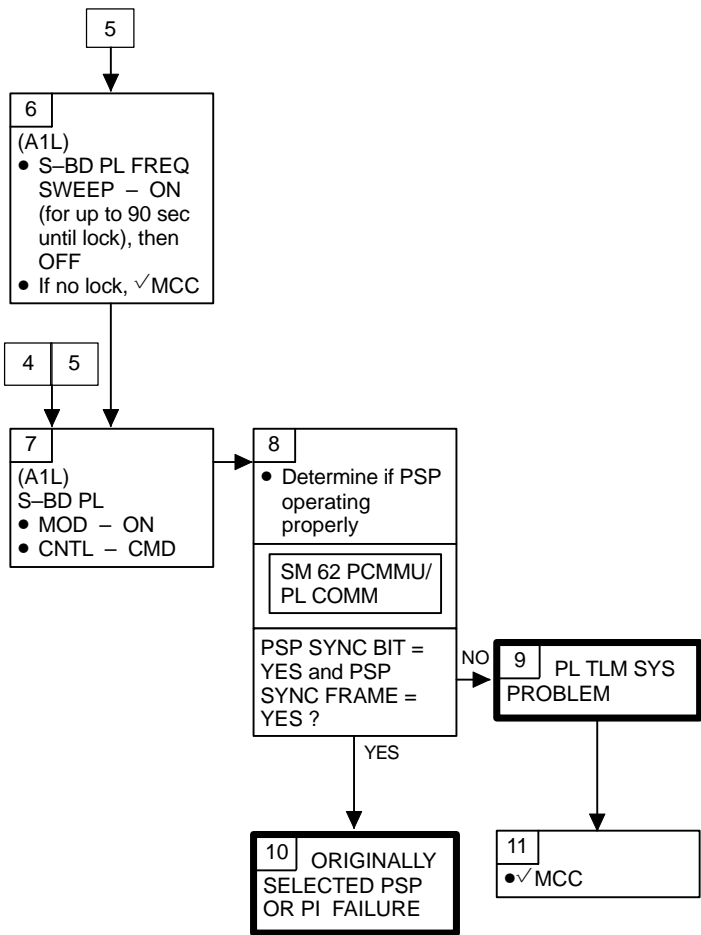 5
6
(A1L)
● S–BD PL FREQ
SWEEP – ON
(for up to 90 sec
until lock), then
OFF
● If no lock, √MCC
4 5
7
(A1L)
S–BD PL
● MOD – ON
● CNTL – CMD
8
● Determine if PSP
operating
properly
SM 62 PCMMU/
PL COMM
PSP SYNC BIT =
YES and PSP
SYNC FRAME =
YES ?
NO
YES
9 PL TLM SYS
PROBLEM
10 ORIGINALLY
SELECTED PSP
OR PI FAILURE
11
●√MCC